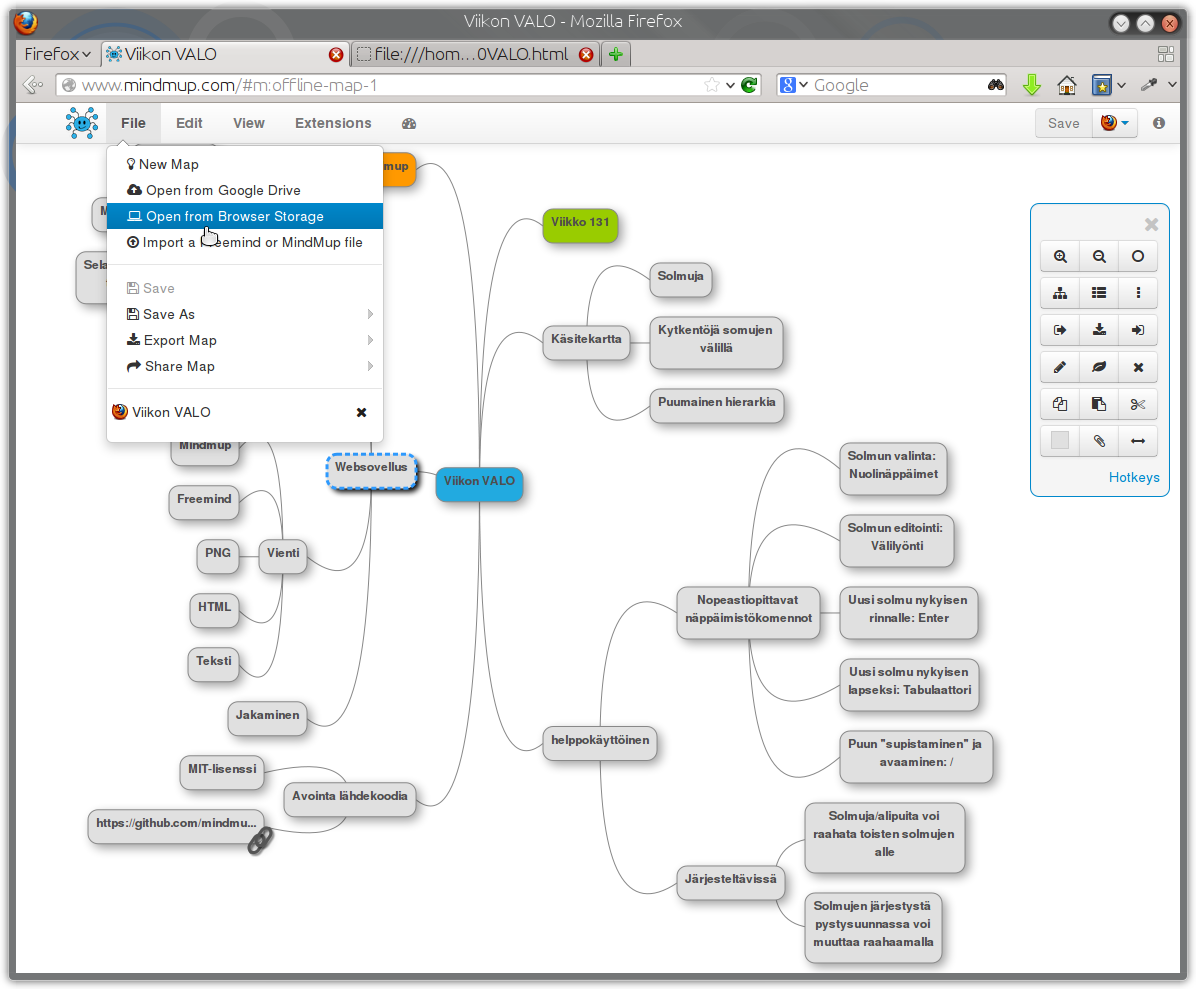 Viikon VALO - Mozilla Firefox
Firefox
Viikon VALO
file:///hom...0VALO.html
www.mindmup.com/#m:offline-map-1
Google
File
Edit
View
Extensions
Save
New Map
Open from Google Drive
Open from Browser Storage
Import a Freemind or MindMup file
Save
Save As
Export Map
Share Map
Viikon VALO
mup
M
Sela
Mindmup
Freemind
PNG
HTML
Teksti
Vienti
Jakaminen
Websovellus
Viikon VALO
MIT-lisenssi
Avointa lähdekoodia
https://github.com/mindmu...
Viikko 131
Käsitekartta
Solmuja
Kytkentöjä somujen
välillä
Puumainen hierarkia
helppokäyttöinen
Nopeastiopittavat
näppäimistökomennot
Solmun valinta:
Nuolinäppäimet
Solmun editointi:
Välilyönti
Uusi solmu nykyisen
rinnalle: Enter
Uusi solmu nykyisen
lapseksi: Tabulaattori
Puun "supistaminen" ja
avaaminen: /
Järjesteltävissä
Solmuja/alipuita voi
raahata toisten solmujen
alle
Solmujen järjestystä
pystysuunnassa voi
muuttaa raahaamalla
Hotkeys